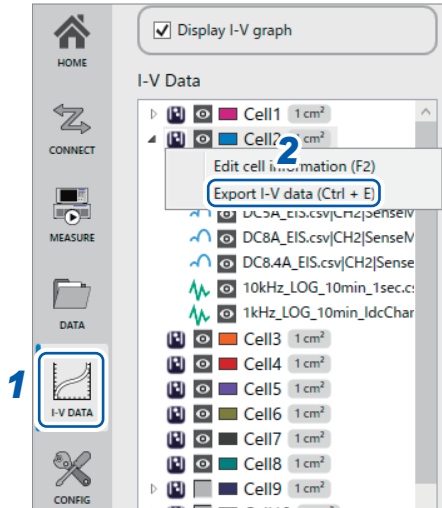 HOME
CONNECT
MEASURE
DATA
1
I-V DATA
CONFIG
Display I-V graph
I-V Data
Cell1 1 cm²
Cell2 cm²
2
Edit cell information (F2)
Export I-V data (Ctrl + E)
DC5A_EIS.csv|CH2|SenseM
DC8A_EIS.csv|CH2|SenseM
DC8.4A_EIS.csv|CH2|Sense
10kHz_LOG_10min_1sec.cs
1kHz_LOG_10min_IdcChar
Cell3 1 cm²
Cell4 1 cm²
Cell5 1 cm²
Cell6 1 cm²
Cell7 1 cm²
Cell8 1 cm²
Cell9 1 cm²